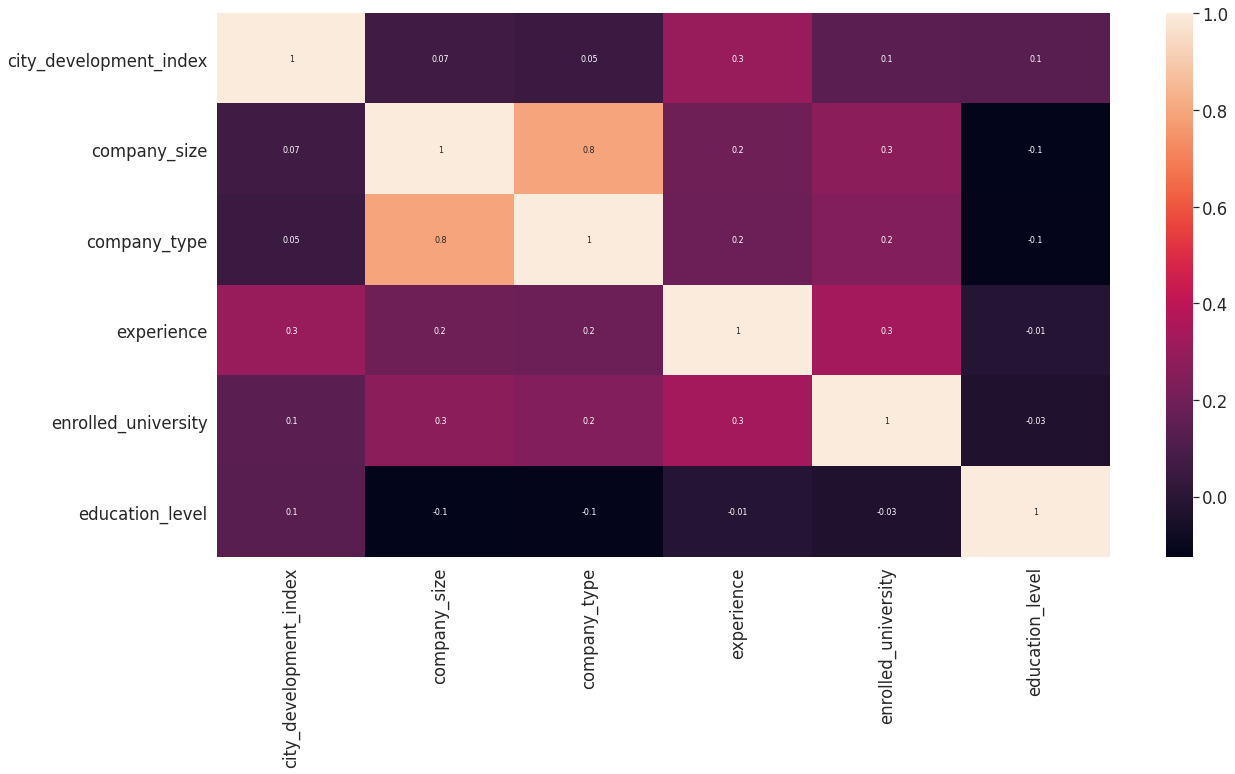 city_development_index 1 0.07 0.05 0.3 0.1 0.1
company_size 0.07 1 0.8 0.2 0.3 -0.1
company_type 0.05 0.8 1 0.2 0.2 -0.1
experience 0.3 0.2 0.2 1 0.3 -0.01
enrolled_university 0.1 0.3 0.2 0.3 1 -0.03
education_level 0.1 -0.1 -0.1 -0.01 -0.03 1
city_development_index
company_size
company_type
experience
enrolled_university
education_level
1.0
0.8
0.6
0.4
0.2
0.0